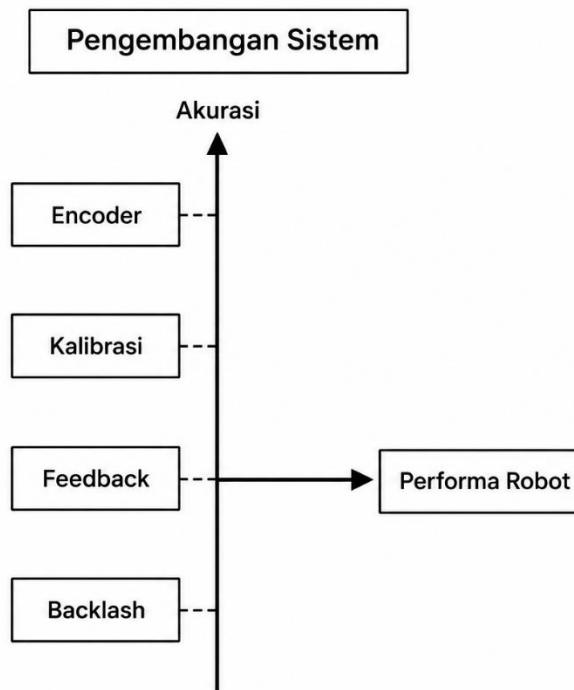 Pengembangan Sistem
Akurasi
Encoder
Kalibrasi
Feedback
Performa Robot
Backlash